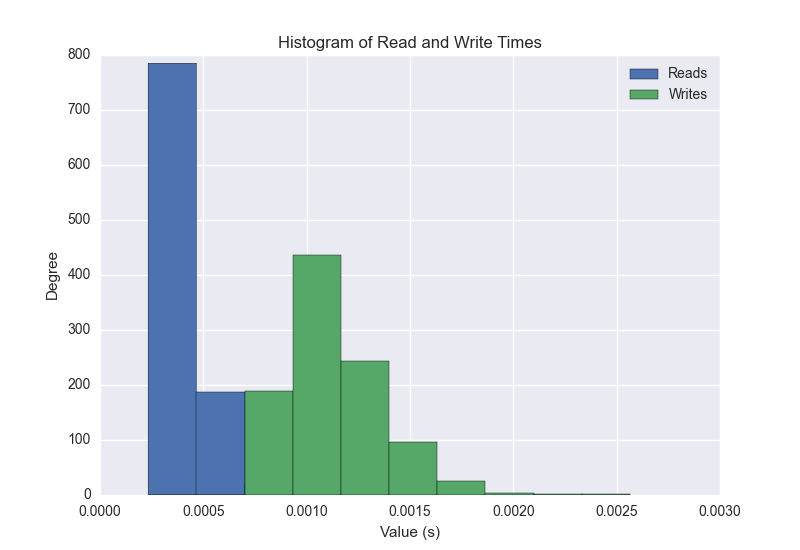 Histogram of Read and Write Times
Reads
Writes
800
700
600
500
400
300
200
100
0
Degree
0.0000 0.0005 0.0010 0.0015 0.0020 0.0025 0.0030
Value (s)